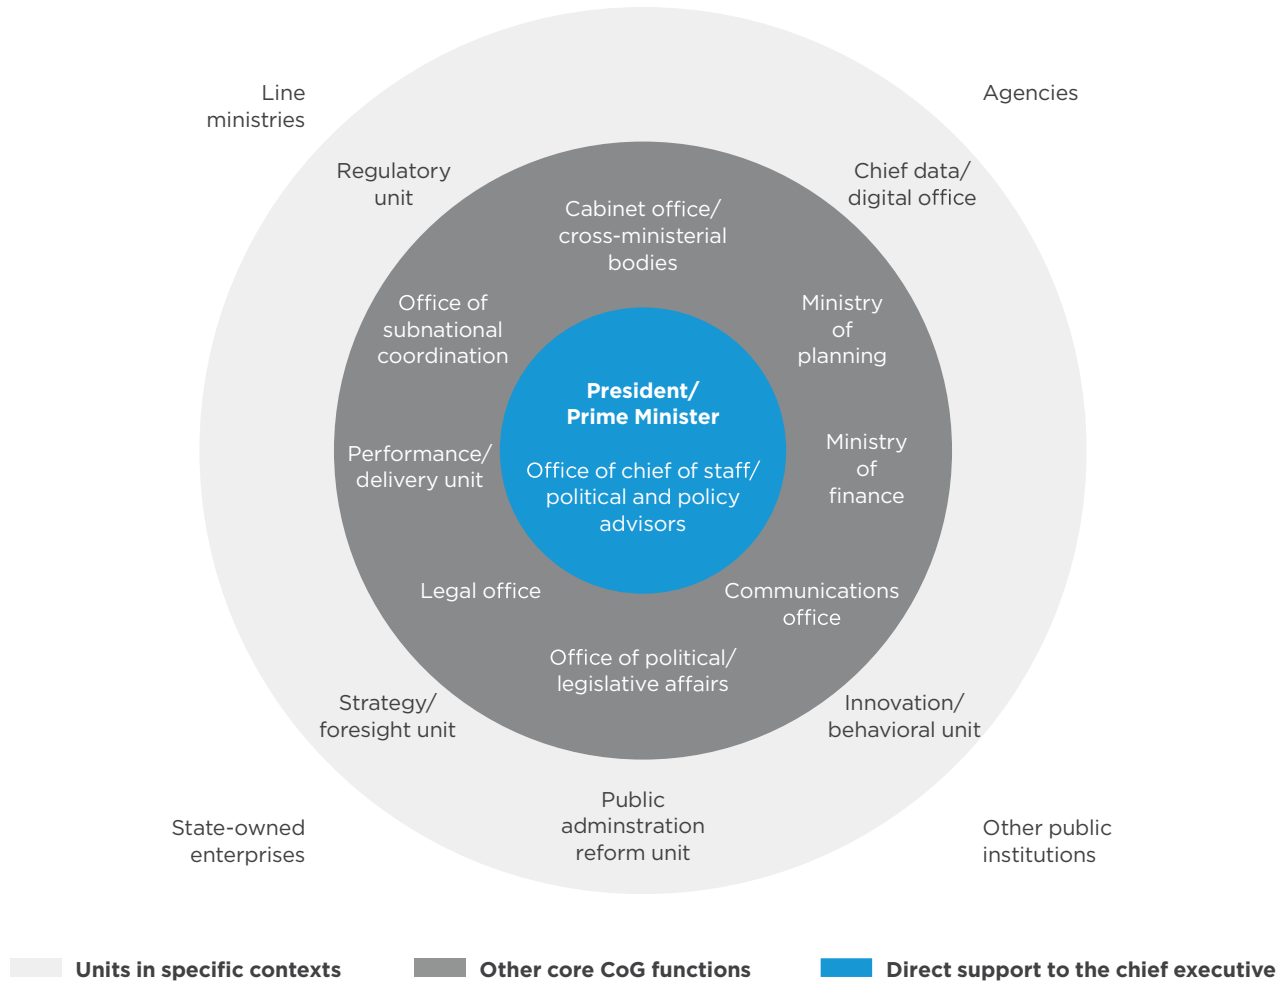 Line
ministries
Agencies
Regulatory
unit
Chief data/
digital office
Cabinet office/
cross-ministerial
bodies
Office of
subnational
coordination
Ministry
of
planning
President/
Prime Minister
Office of chief of staff/
political and policy
advisors
Performance/
delivery unit
Ministry
of
finance
Legal office
Communications
office
Office of political/
legislative affairs
Strategy/
foresight unit
Innovation/
behavioral unit
Public
adminstration
reform unit
State-owned
enterprises
Other public
institutions
Units in specific contexts
Other core CoG functions
Direct support to the chief executive